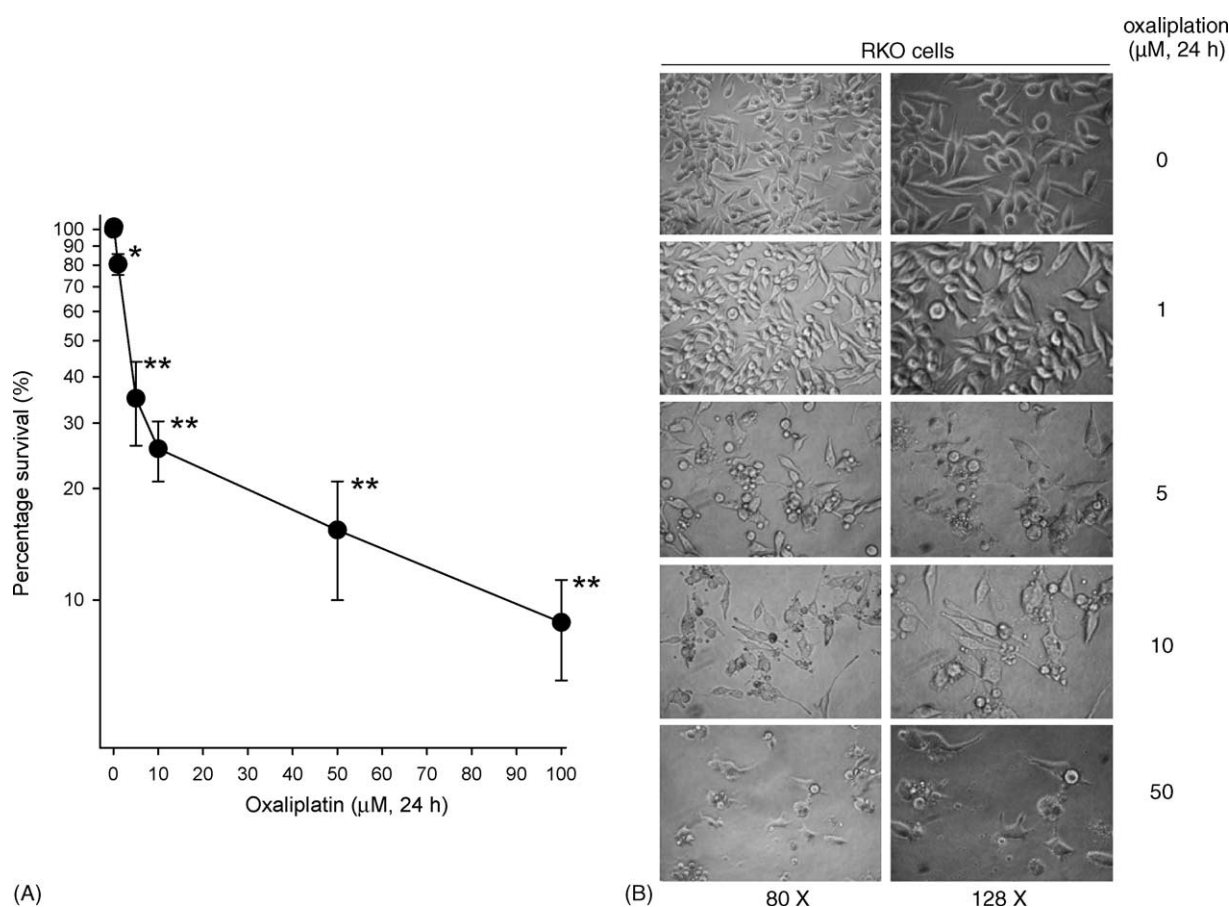 100
90
80
70
60
50
40
30
20
10
*
**
**
**
**
Percentage survival (%)
0 10 20 30 40 50 60 70 80 90 100
Oxaliplatin (μM, 24 h)
(A)
oxaliplation
(μM, 24 h)
RKO cells
0
1
5
10
50
80 X 128 X
(B)